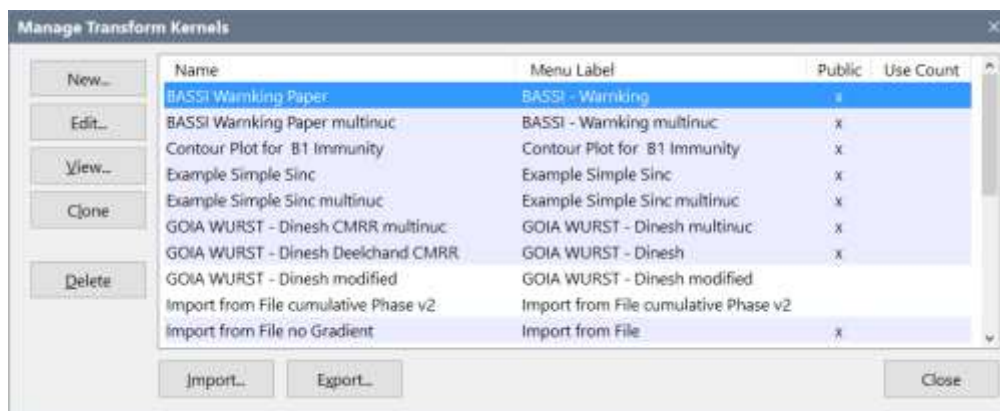 Manage Transform Kernels
New...
Edit...
View...
Clone
Delete
Name Menu Label Public Use Count
BASSI Warnking Paper BASSI - Warnking x
BASSI Warnking Paper multinuc BASSI - Warnking multinuc x
Contour Plot for B1 Immunity Contour Plot for B1 Immunity x
Example Simple Sinc Example Simple Sinc x
Example Simple Sinc multinuc Example Simple Sinc multinuc x
GOIA WURST - Dinesh CMRR multinuc GOIA WURST - Dinesh multinuc x
GOIA WURST - Dinesh Deelchand CMRR GOIA WURST - Dinesh x
GOIA WURST - Dinesh modified GOIA WURST - Dinesh modified
Import from File cumulative Phase v2 Import from File cumulative Phase v2
Import from File no Gradient Import from File x
Import... Export... Close